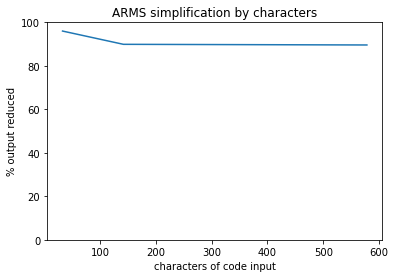 ARMS simplification by characters
% output reduced
100
80
60
40
20
0
100 200 300 400 500 600
characters of code input